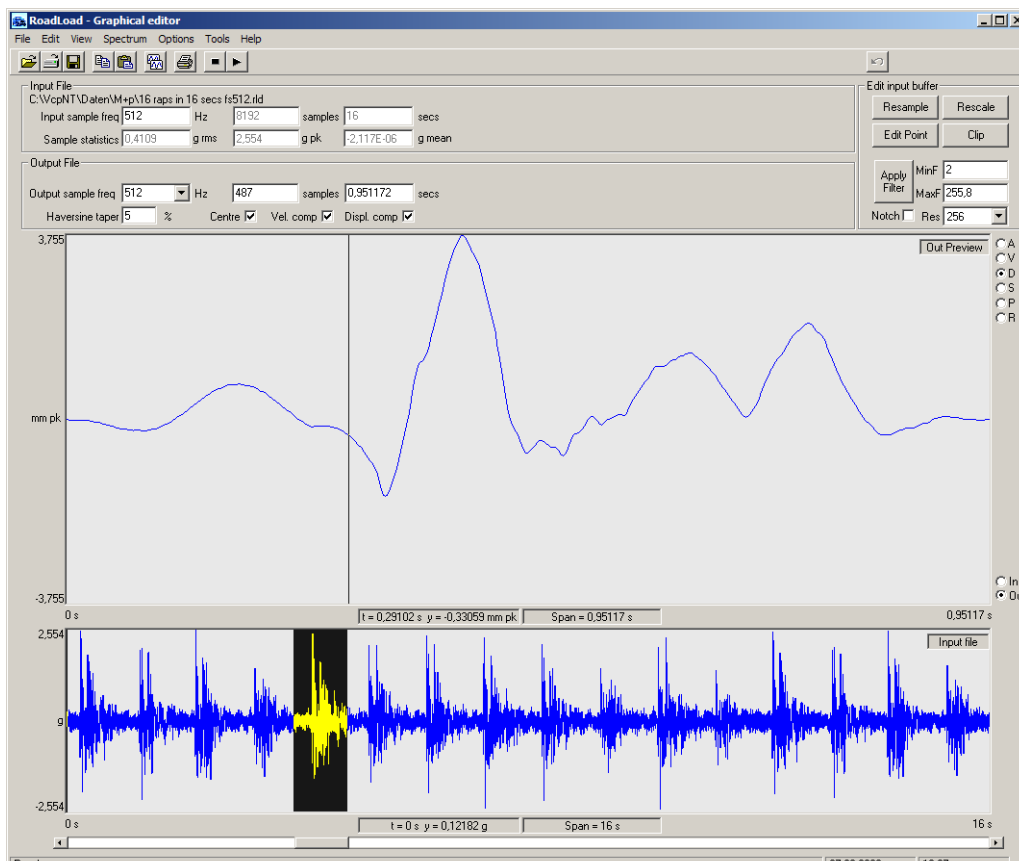 RoadLoad - Graphical editor
File Edit View Spectrum Options Tools Help
Input File
C:\VcpNT\Daten\M+p\16 raps in 16 secs fs512.rld
Input sample freq 512 Hz 8192 samples 16 secs
Sample statistics 0,4109 g rms 2,554 g pk -2,117E-06 g mean
Edit input buffer
Resample Rescale
Edit Point Clip
Apply Filter
MinF 2
MaxF 255,8
Notch Res 256
Output File
Output sample freq 512 Hz 487 samples 0,951172 secs
Haversine taper 5 % Centre Vel. comp Displ. comp
3,755
Out Preview
A
V
D
S
P
R
mm pk
-3,755
In
0 s t = 0,29102 s y = -0,33059 mm pk Span = 0,95117 s 0,95117 s
2,554
Input file
g
-2,554
0 s t = 0 s y = 0,12182 g Span = 16 s 16 s